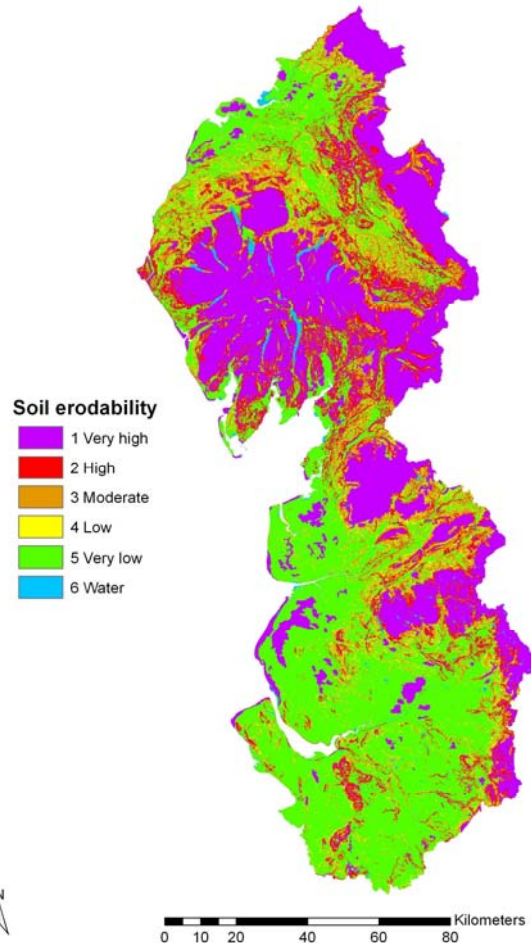 Soil erodability
1 Very high
2 High
3 Moderate
4 Low
5 Very low
6 Water
N
Kilometers
0 10 20 40 60 80